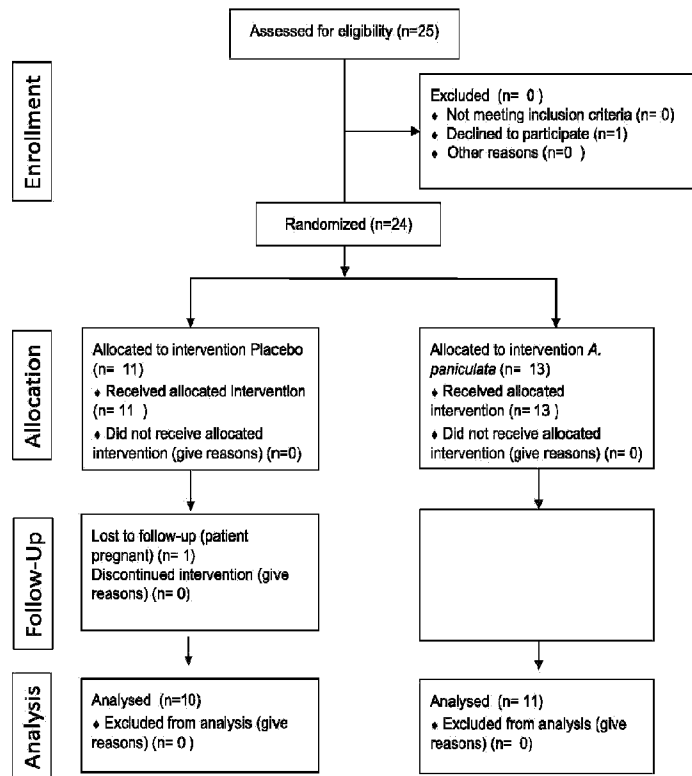 Assessed for eligibility (n=25)
Enrollment
Excluded (n= 0 )
♦ Not meeting inclusion criteria (n= 0)
♦ Declined to participate (n=1)
♦ Other reasons (n=0 )
Randomized (n=24)
Allocation
Allocated to intervention Placebo
(n= 11)
♦ Received allocated intervention
(n= 11 )
♦ Did not receive allocated
intervention (give reasons) (n=0)
Allocated to intervention A.
paniculata (n= 13)
♦ Received allocated
intervention (n= 13 )
♦ Did not receive allocated
intervention (give reasons) (n= 0)
Follow-Up
Lost to follow-up (patient
pregnant) (n= 1)
Discontinued intervention (give
reasons) (n= 0)
Analysis
Analysed (n=10)
♦ Excluded from analysis (give
reasons) (n= 0 )
Analysed (n= 11)
♦ Excluded from analysis (give
reasons) (n= 0)